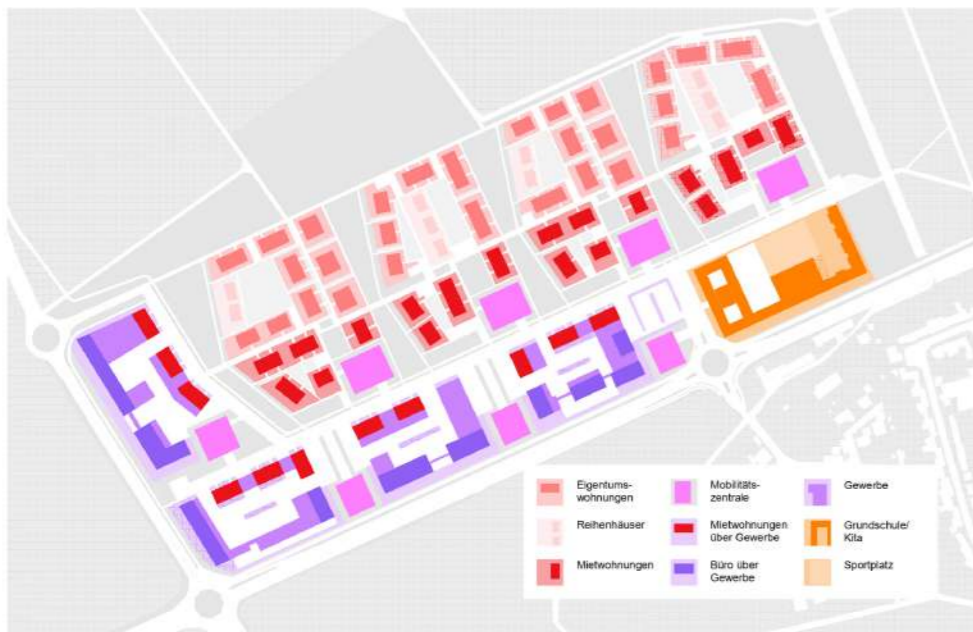 Eigentums-
wohnungen
Reihenhäuser
Mietwohnungen
Mobilitäts-
zentrale
Mietwohnungen
über Gewerbe
Büro über
Gewerbe
Gewerbe
Grundschule/
Kita
Sportplatz